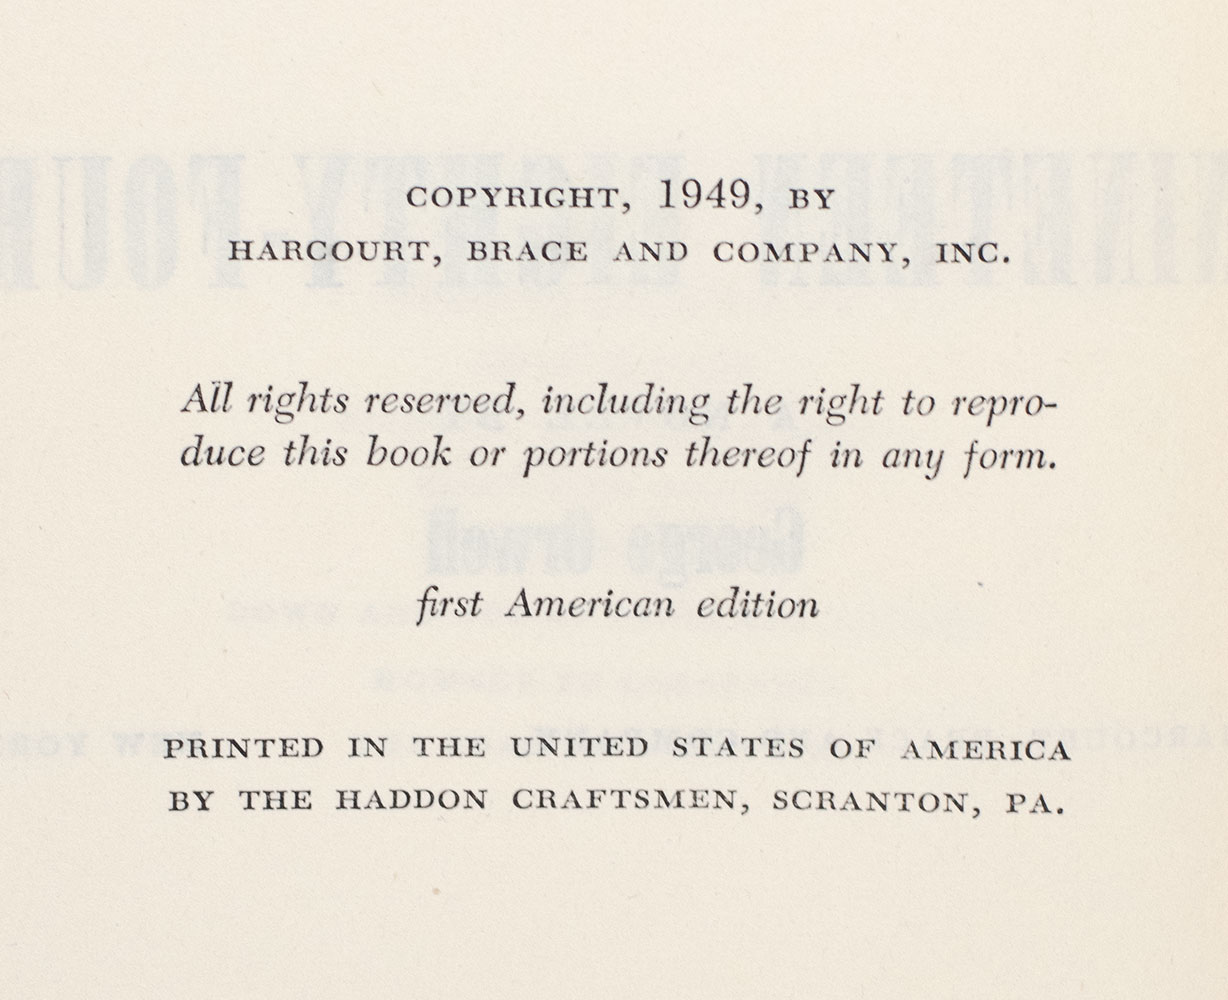 COPYRIGHT, 1949, BY
HARCOURT, BRACE AND COMPANY, INC.
All rights reserved, including the right to repro-
duce this book or portions thereof in any form.
first American edition
PRINTED IN THE UNITED STATES OF AMERICA
BY THE HADDON CRAFTSMEN, SCRANTON, PA.